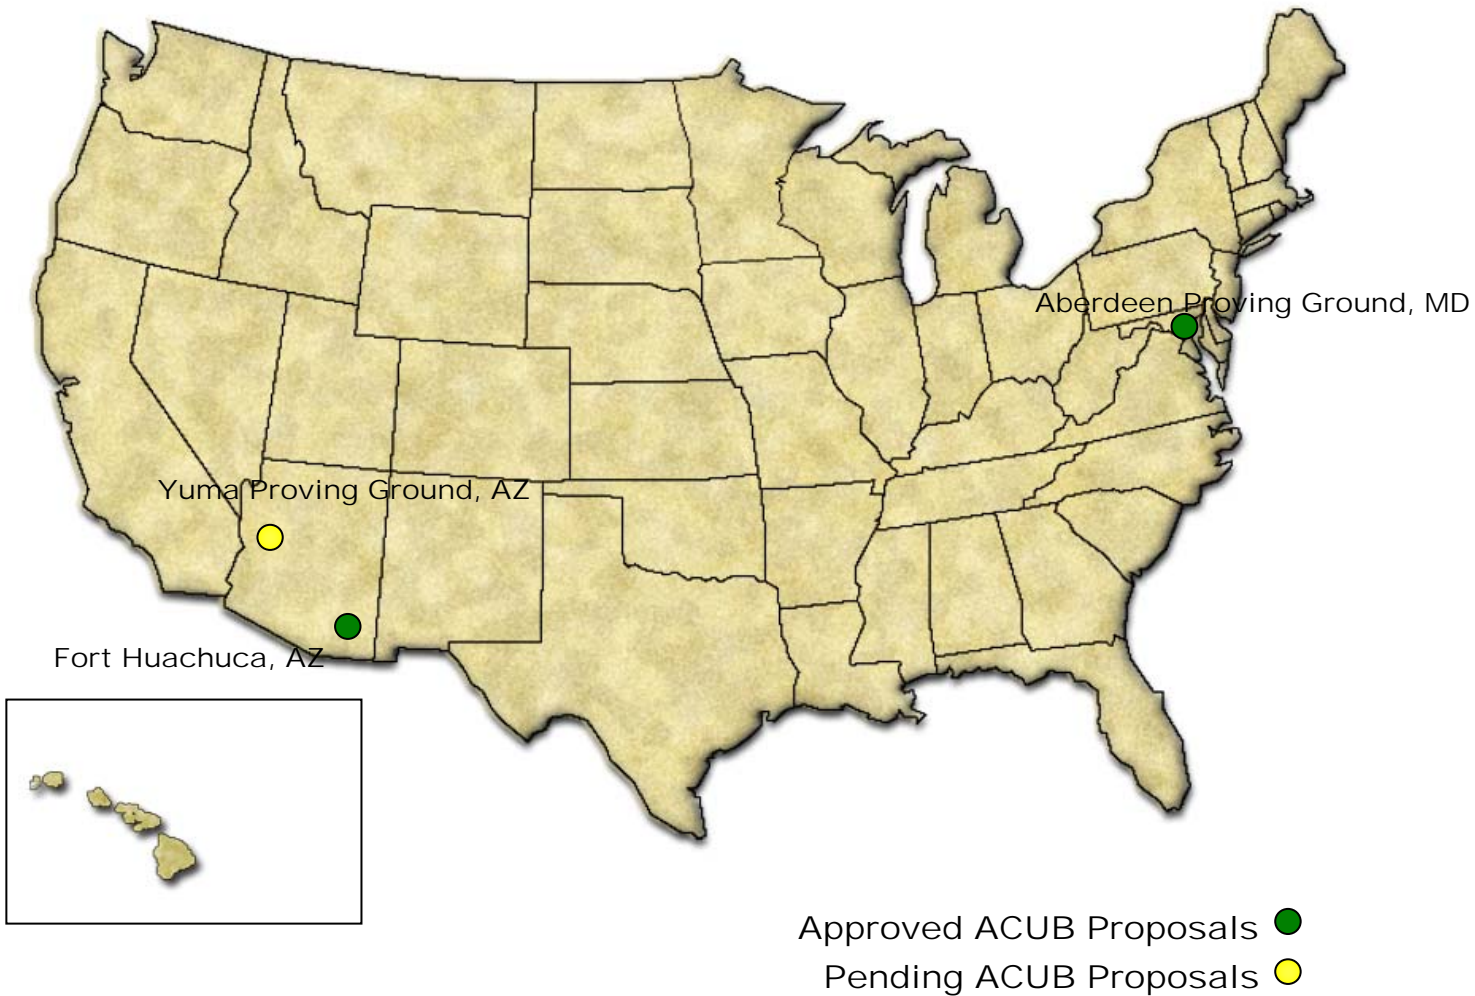 Aberdeen Proving Ground, MD
Yuma Proving Ground, AZ
Fort Huachuca, AZ
Approved ACUB Proposals
Pending ACUB Proposals